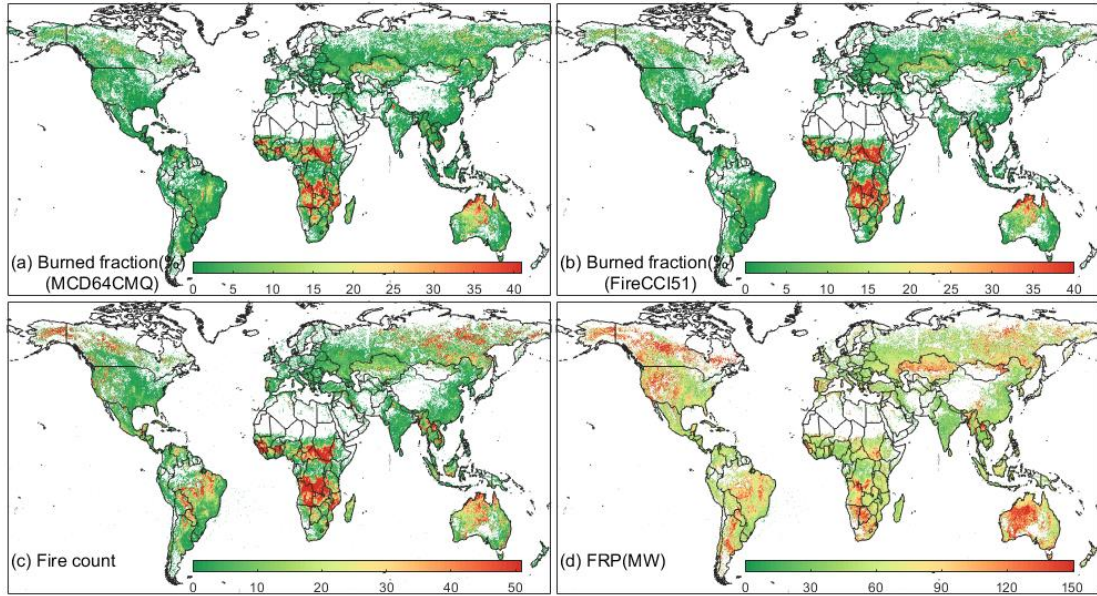 (a) Burned fraction(%)
(MCD64CMQ)
0 5 10 15 20 25 30 35 40
(b) Burned fraction(%)
(FireCCI51)
0 5 10 15 20 25 30 35 40
(c) Fire count
0 10 20 30 40 50
(d) FRP(MW)
0 30 60 90 120 150